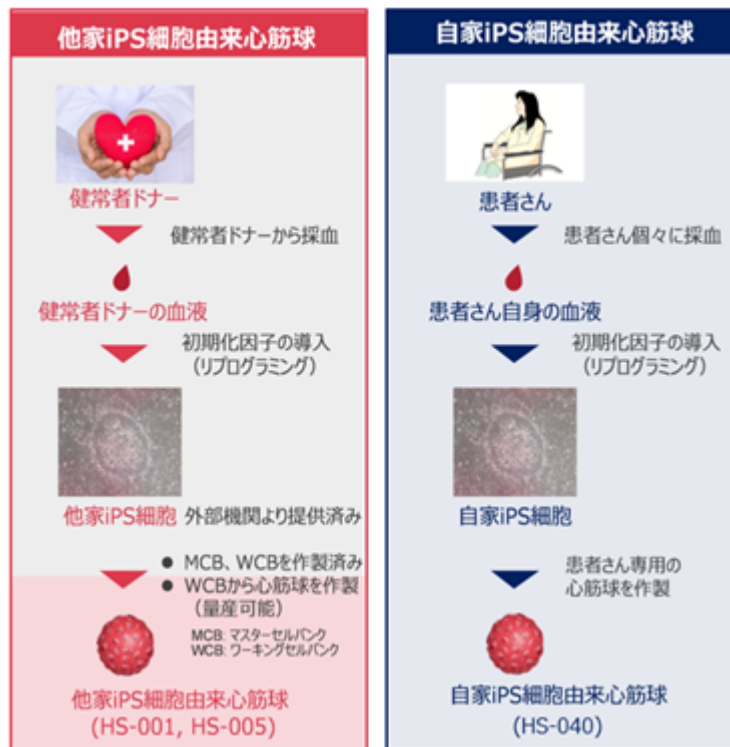 他家iPS細胞由来心筋球
健常者ドナー
健常者ドナーから採血
健常者ドナーの血液
初期化因子の導入
(リプログラミング)
他家iPS細胞 外部機関より提供済み
● MCB、WCBを作製済み
● WCBから心筋球を作製
(量産可能)
MCB: マスターセルバンク
WCB: ワーキングセルバンク
他家iPS細胞由来心筋球
(HS-001, HS-005)
自家iPS細胞由来心筋球
患者さん
患者さん個々に採血
患者さん自身の血液
初期化因子の導入
(リプログラミング)
自家iPS細胞
患者さん専用の
心筋球を作製
自家iPS細胞由来心筋球
(HS-040)